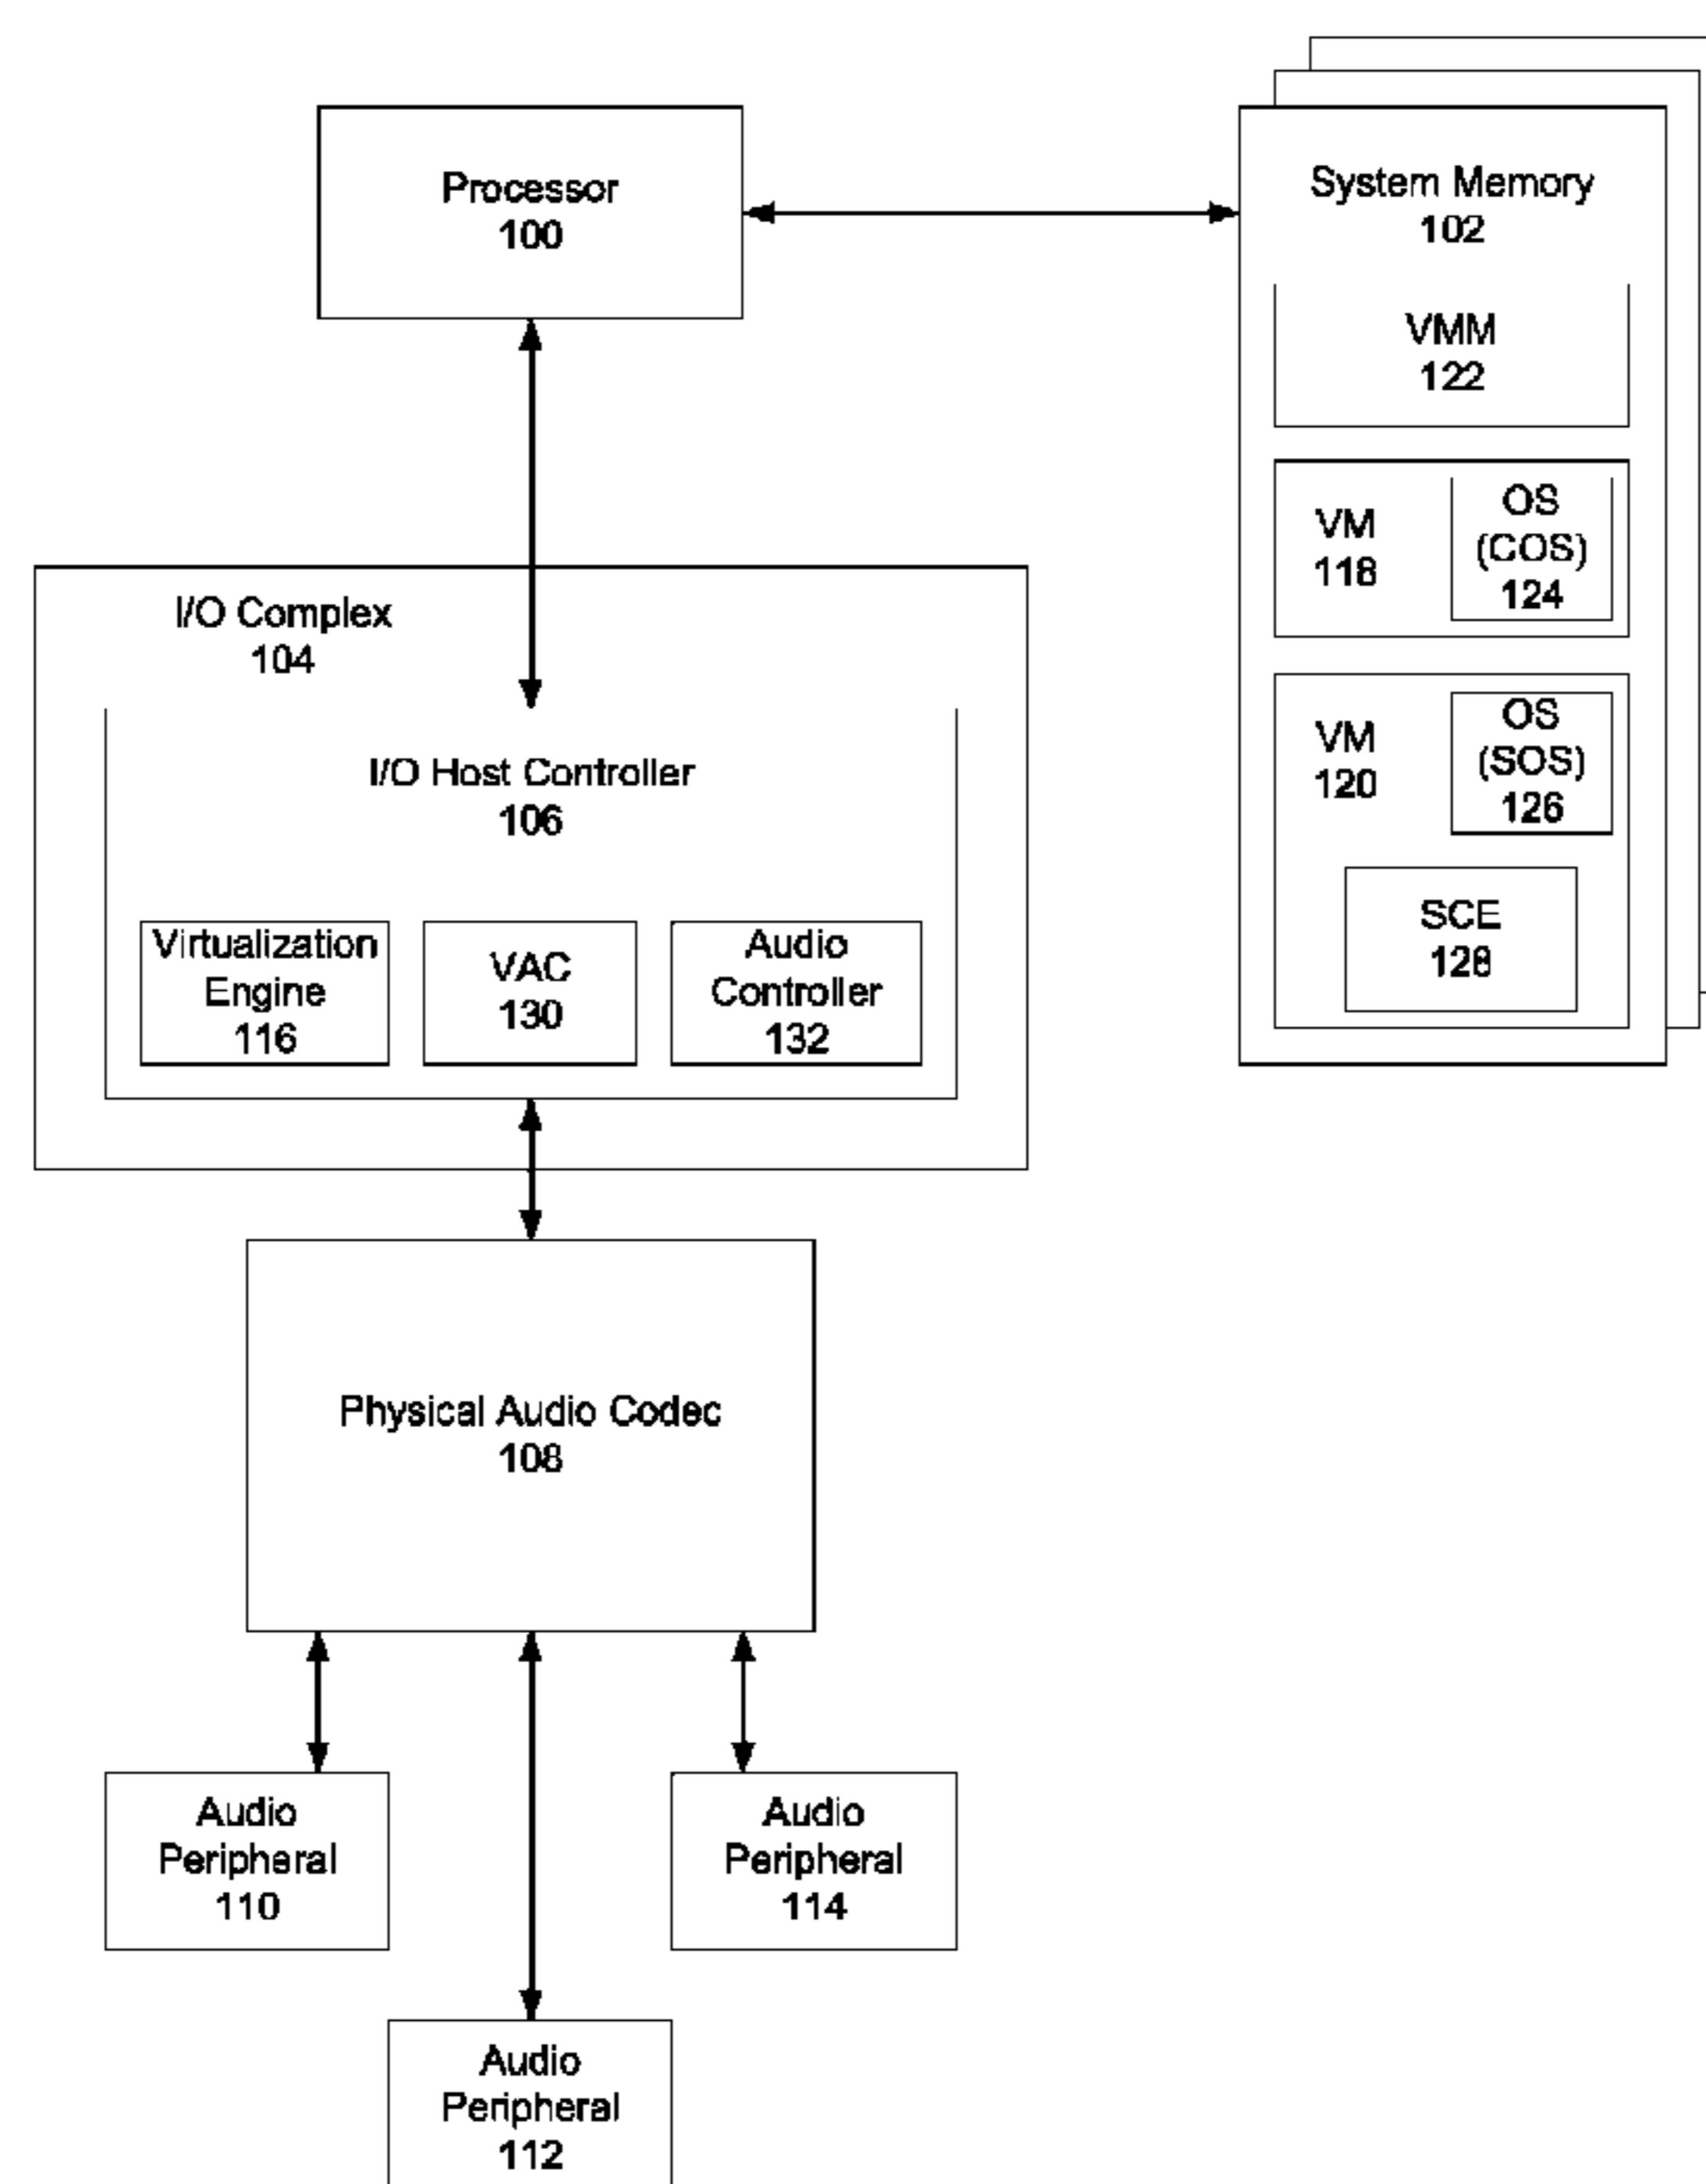 Processor
100
System Memory
102
VMM
122
VM
118
OS
(COS)
124
VM
120
OS
(SOS)
126
SCE
128
I/O Complex
104
I/O Host Controller
106
Virtualization
Engine
116
VAC
130
Audio
Controller
132
Physical Audio Codec
108
Audio
Peripheral
110
Audio
Peripheral
114
Audio
Peripheral
112